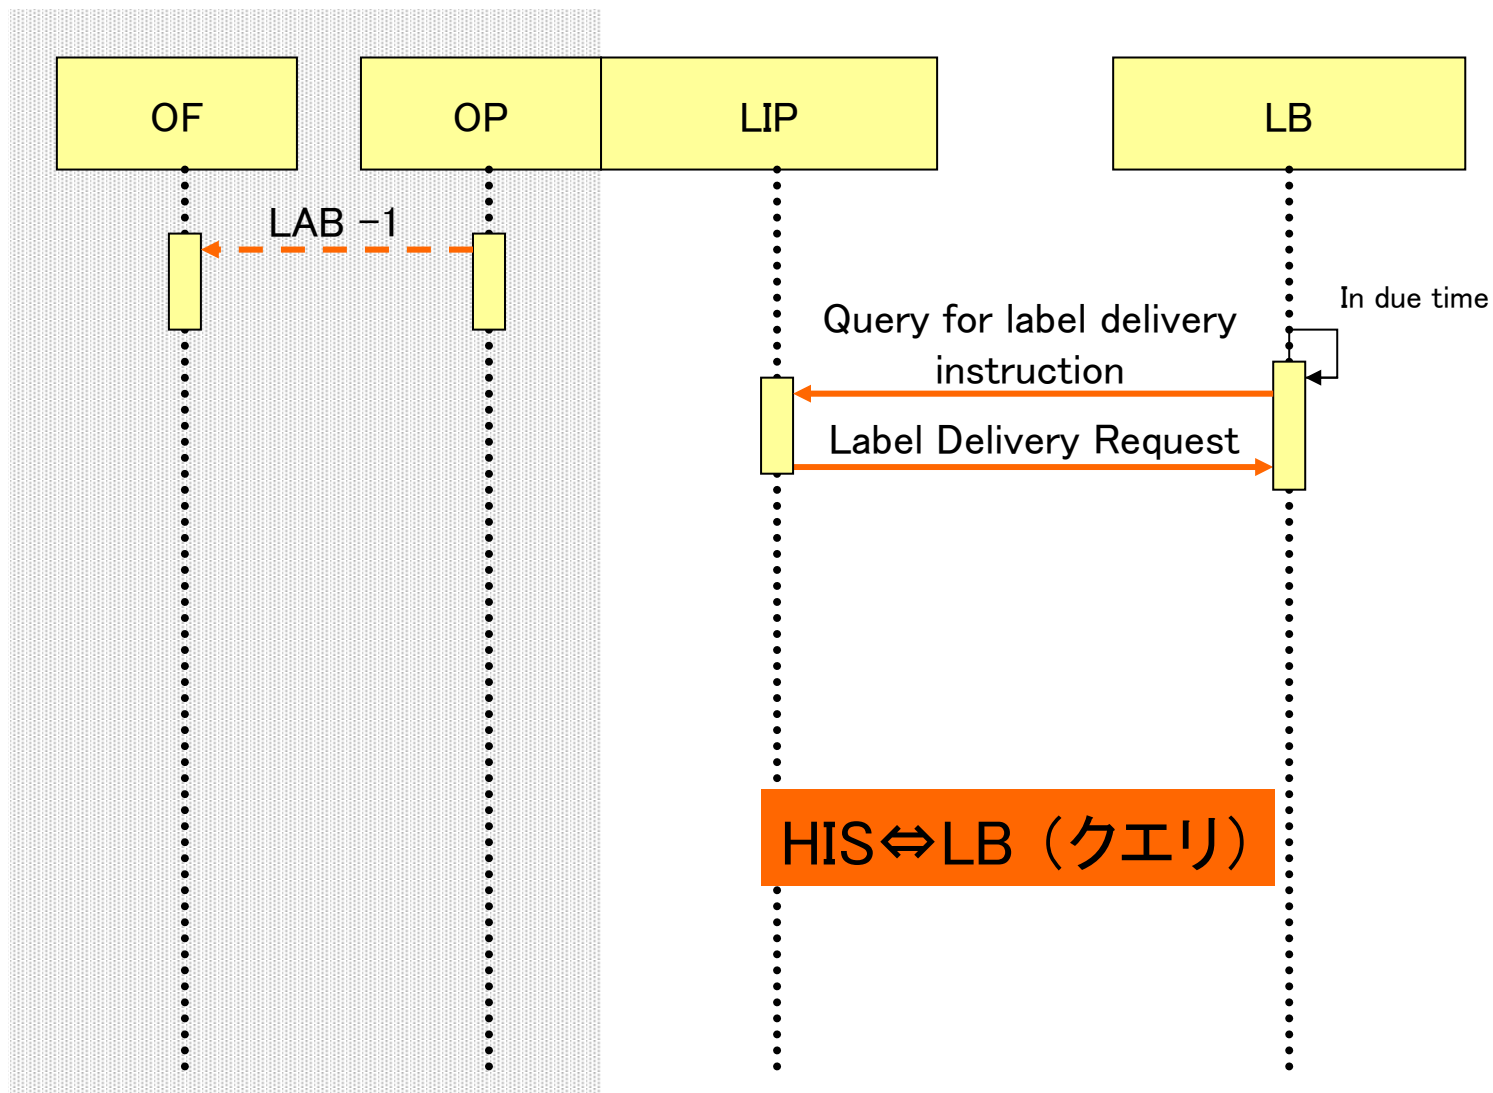 OF
OP
LIP
LB
LAB -1
In due time
Query for label delivery
instruction
Label Delivery Request
HIS⇔LB（クエリ）